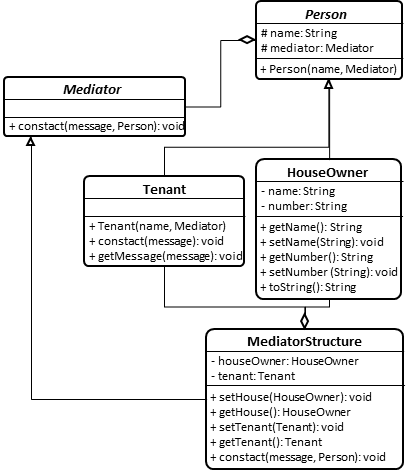 Person
# name: String
# mediator: Mediator
+ Person(name, Mediator)
Mediator
+ constact(message, Person): void
Tenant
+ Tenant(name, Mediator)
+ constact(message): void
+ getMessage(message): void
HouseOwner
- name: String
- number: String
+ getName(): String
+ setName(String): void
+ getNumber(): String
+ setNumber (String): void
+ toString(): String
MediatorStructure
- houseOwner: HouseOwner
- tenant: Tenant
+ setHouse(HouseOwner): void
+ getHouse(): HouseOwner
+ setTenant(Tenant): void
+ getTenant(): Tenant
+ constact(message, Person): void